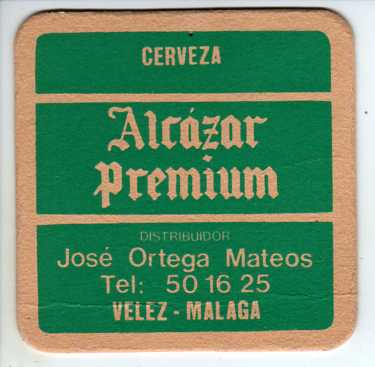 CERVEZA
Alcázar
Premium
DISTRIBUIDOR
José Ortega Mateos
Tel: 50 16 25
VELEZ - MALAGA